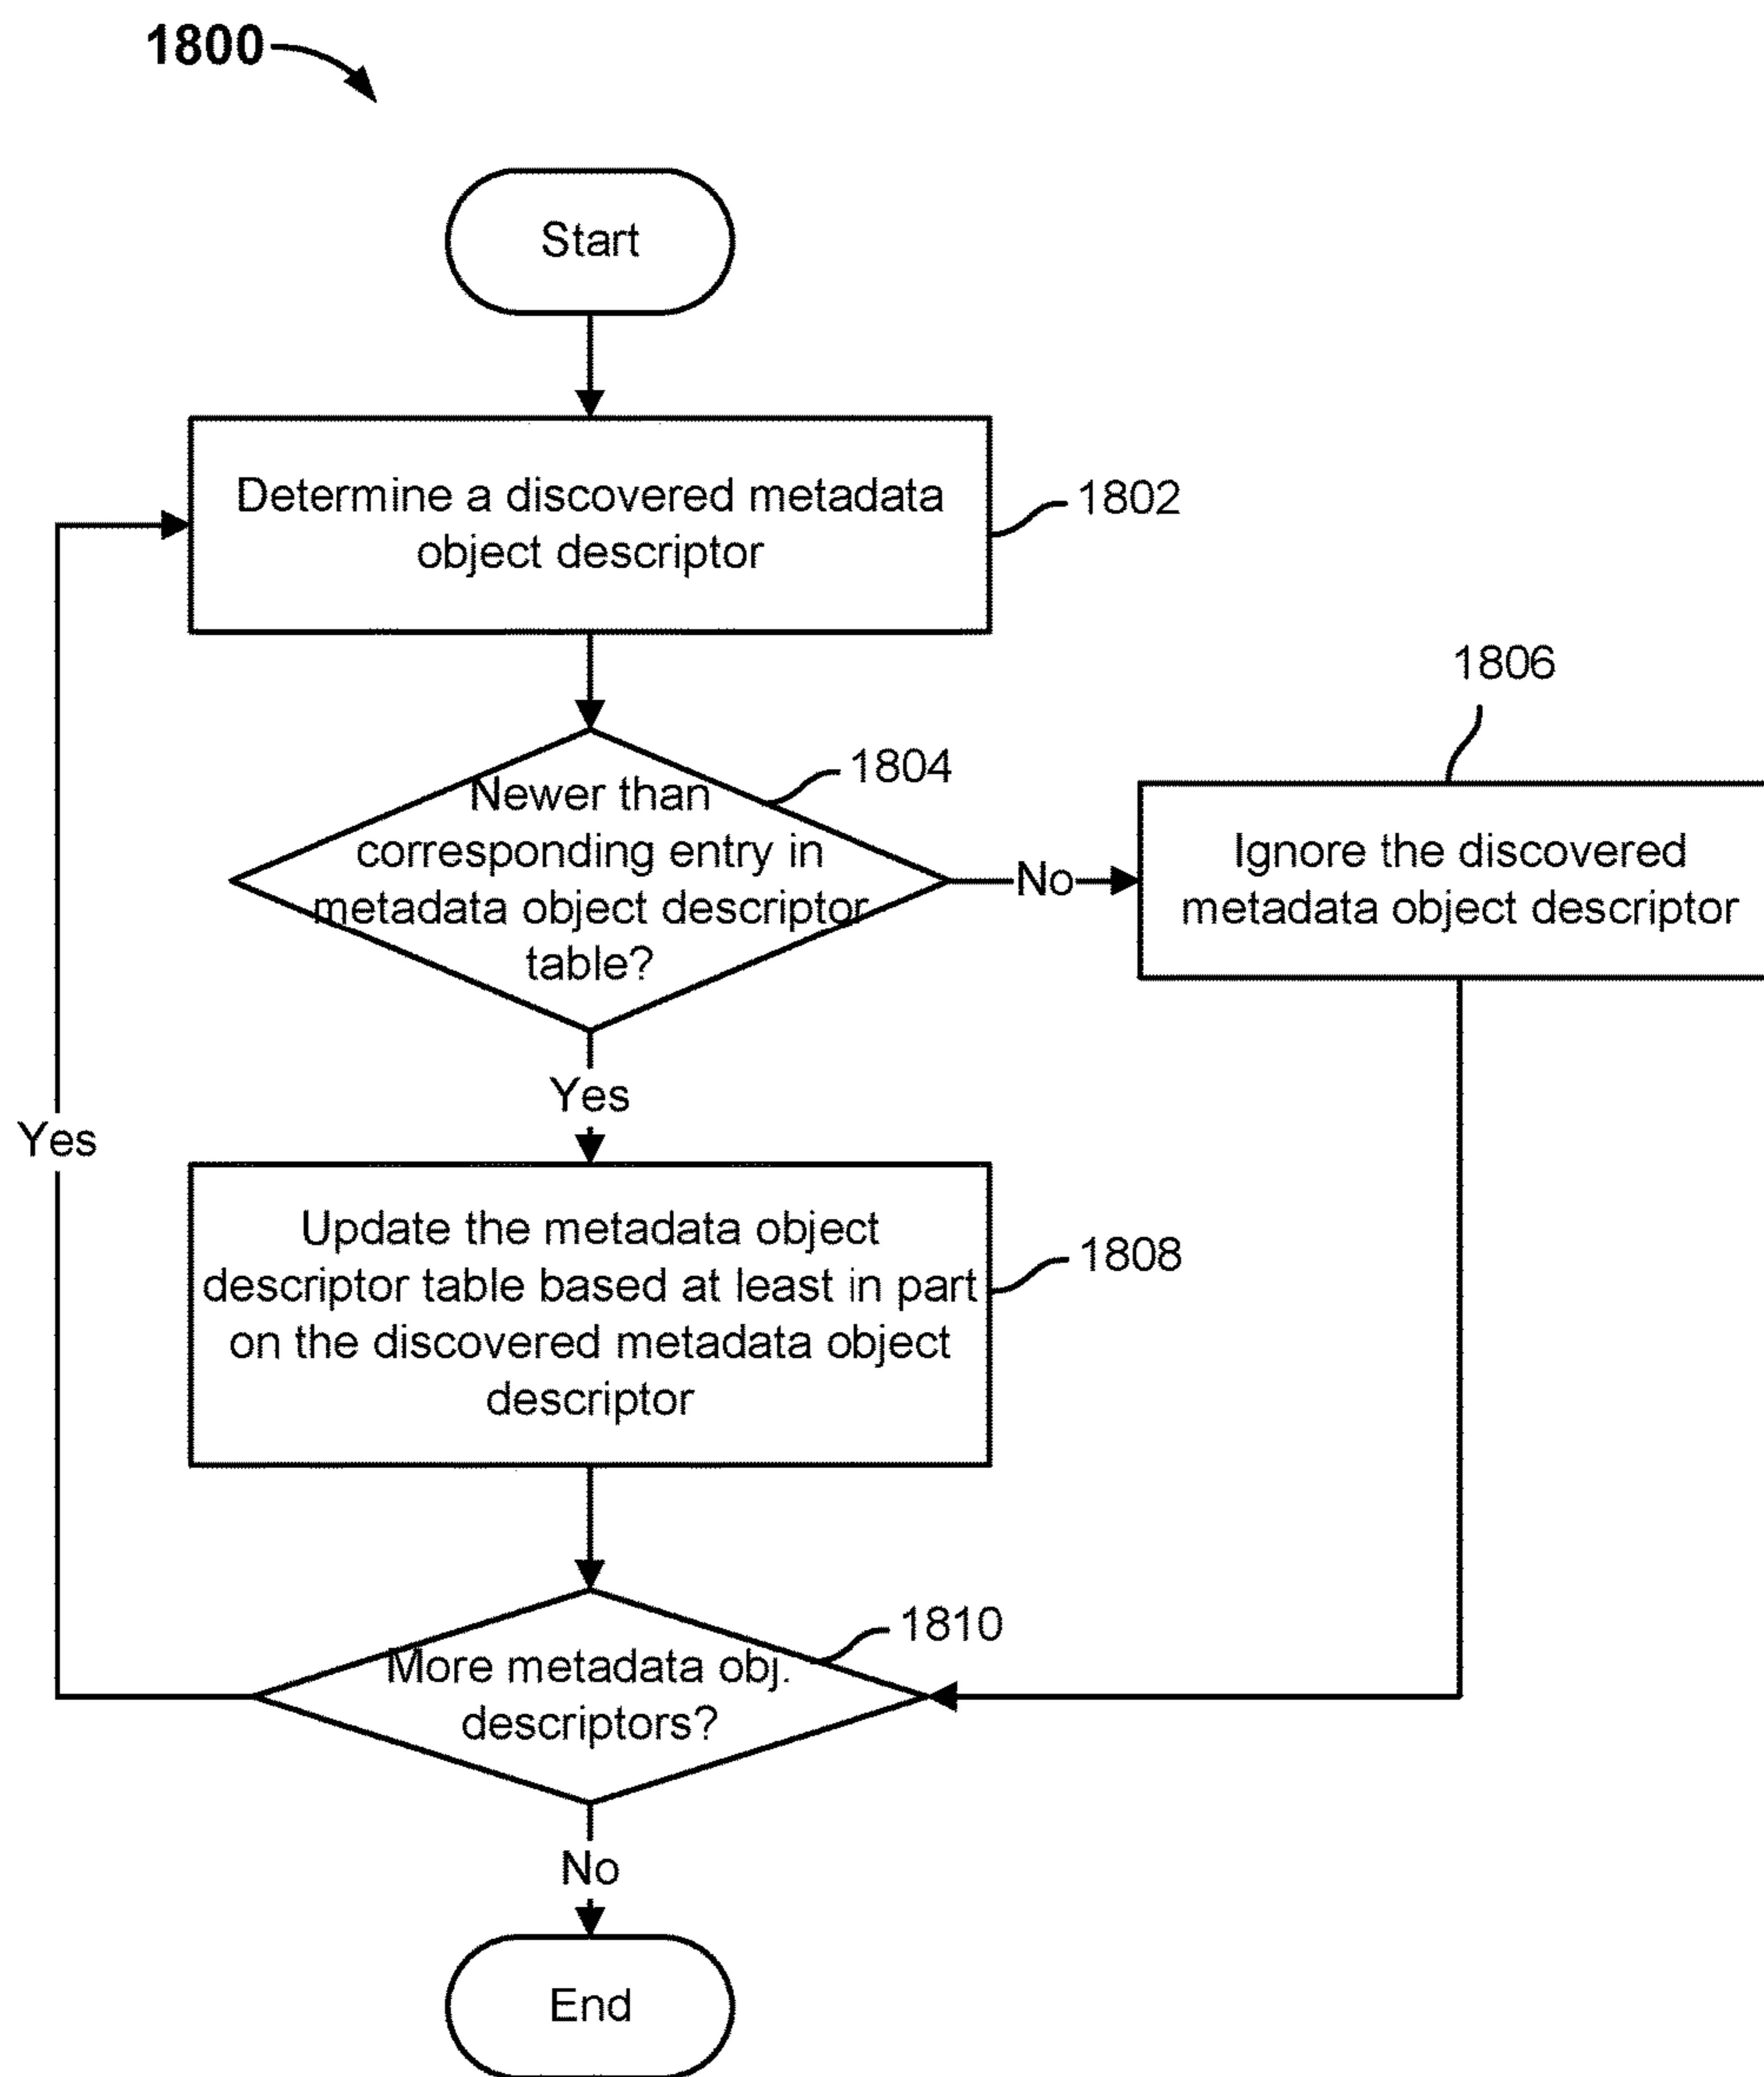 1800
Start
Determine a discovered metadata
object descriptor
1802
1804
Newer than
corresponding entry in
metadata object descriptor
table?
No
1806
Ignore the discovered
metadata object descriptor
Yes
Yes
Update the metadata object
descriptor table based at least in part
on the discovered metadata object
descriptor
1808
1810
More metadata obj.
descriptors?
No
End